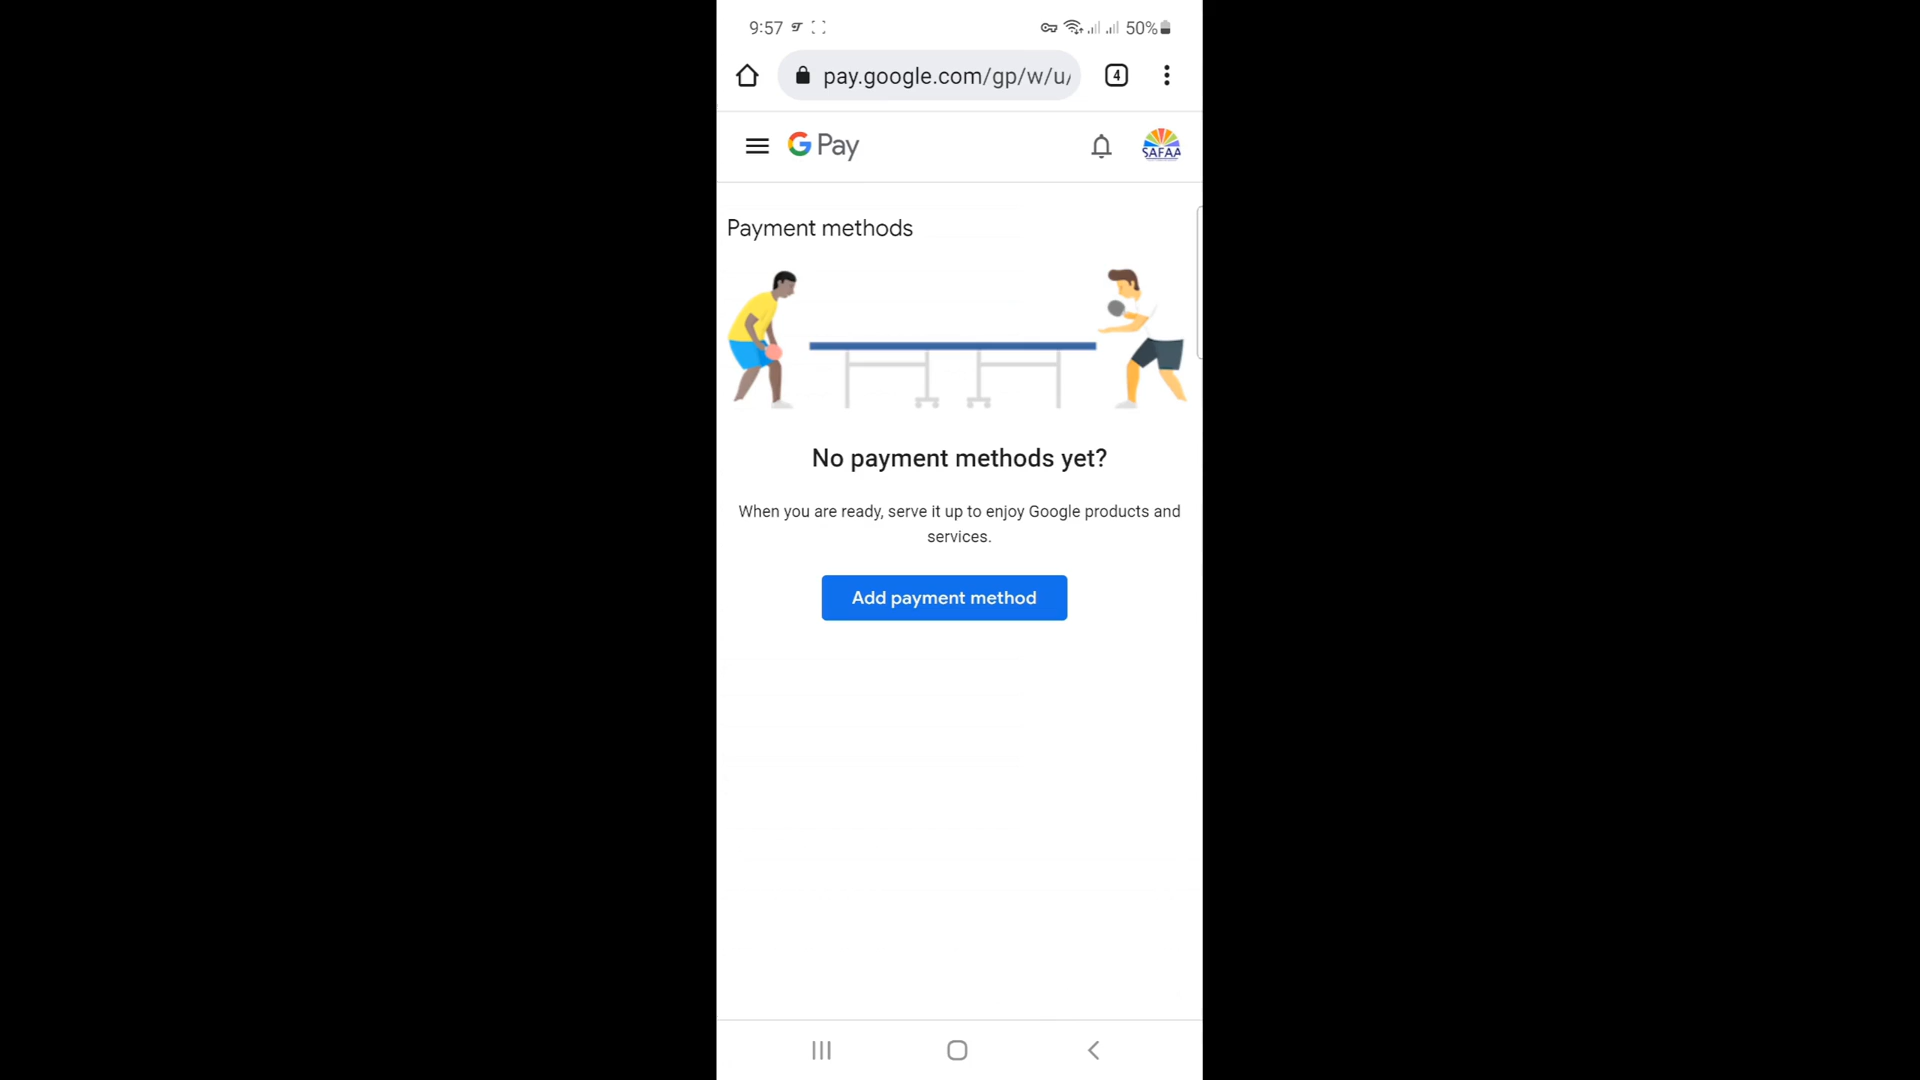 9:57
50%
pay.google.com/gp/w/u/
4
G Pay
SAFAA
Payment methods
No payment methods yet?
When you are ready, serve it up to enjoy Google products and
services.
Add payment method